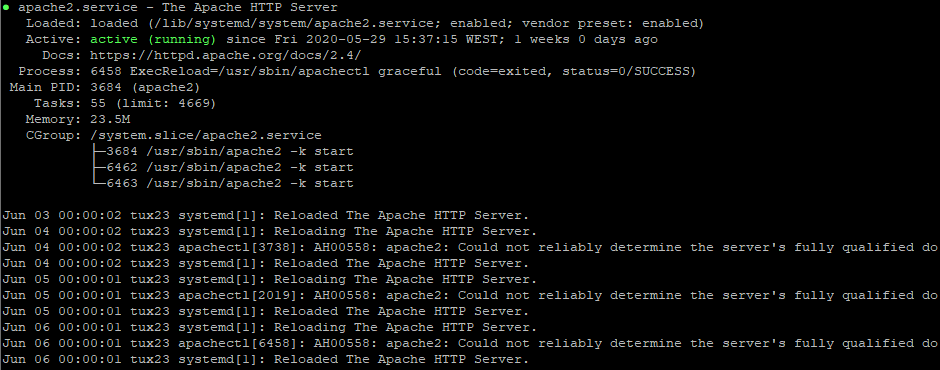 ● apache2.service - The Apache HTTP Server
   Loaded: loaded (/lib/systemd/system/apache2.service; enabled; vendor preset: enabled)
   Active: active (running) since Fri 2020-05-29 15:37:15 WEST; 1 weeks 0 days ago
     Docs: https://httpd.apache.org/docs/2.4/
  Process: 6458 ExecReload=/usr/sbin/apachectl graceful (code=exited, status=0/SUCCESS)
 Main PID: 3684 (apache2)
    Tasks: 55 (limit: 4669)
   Memory: 23.5M
   CGroup: /system.slice/apache2.service
           ├─3684 /usr/sbin/apache2 -k start
           ├─6462 /usr/sbin/apache2 -k start
           └─6463 /usr/sbin/apache2 -k start

Jun 03 00:00:02 tux23 systemd[1]: Reloaded The Apache HTTP Server.
Jun 04 00:00:02 tux23 systemd[1]: Reloading The Apache HTTP Server.
Jun 04 00:00:02 tux23 apachectl[3738]: AH00558: apache2: Could not reliably determine the server's fully qualified do
Jun 04 00:00:02 tux23 systemd[1]: Reloaded The Apache HTTP Server.
Jun 05 00:00:01 tux23 systemd[1]: Reloading The Apache HTTP Server.
Jun 05 00:00:01 tux23 apachectl[2019]: AH00558: apache2: Could not reliably determine the server's fully qualified do
Jun 05 00:00:01 tux23 systemd[1]: Reloaded The Apache HTTP Server.
Jun 06 00:00:01 tux23 systemd[1]: Reloading The Apache HTTP Server.
Jun 06 00:00:01 tux23 apachectl[6458]: AH00558: apache2: Could not reliably determine the server's fully qualified do
Jun 06 00:00:01 tux23 systemd[1]: Reloaded The Apache HTTP Server.